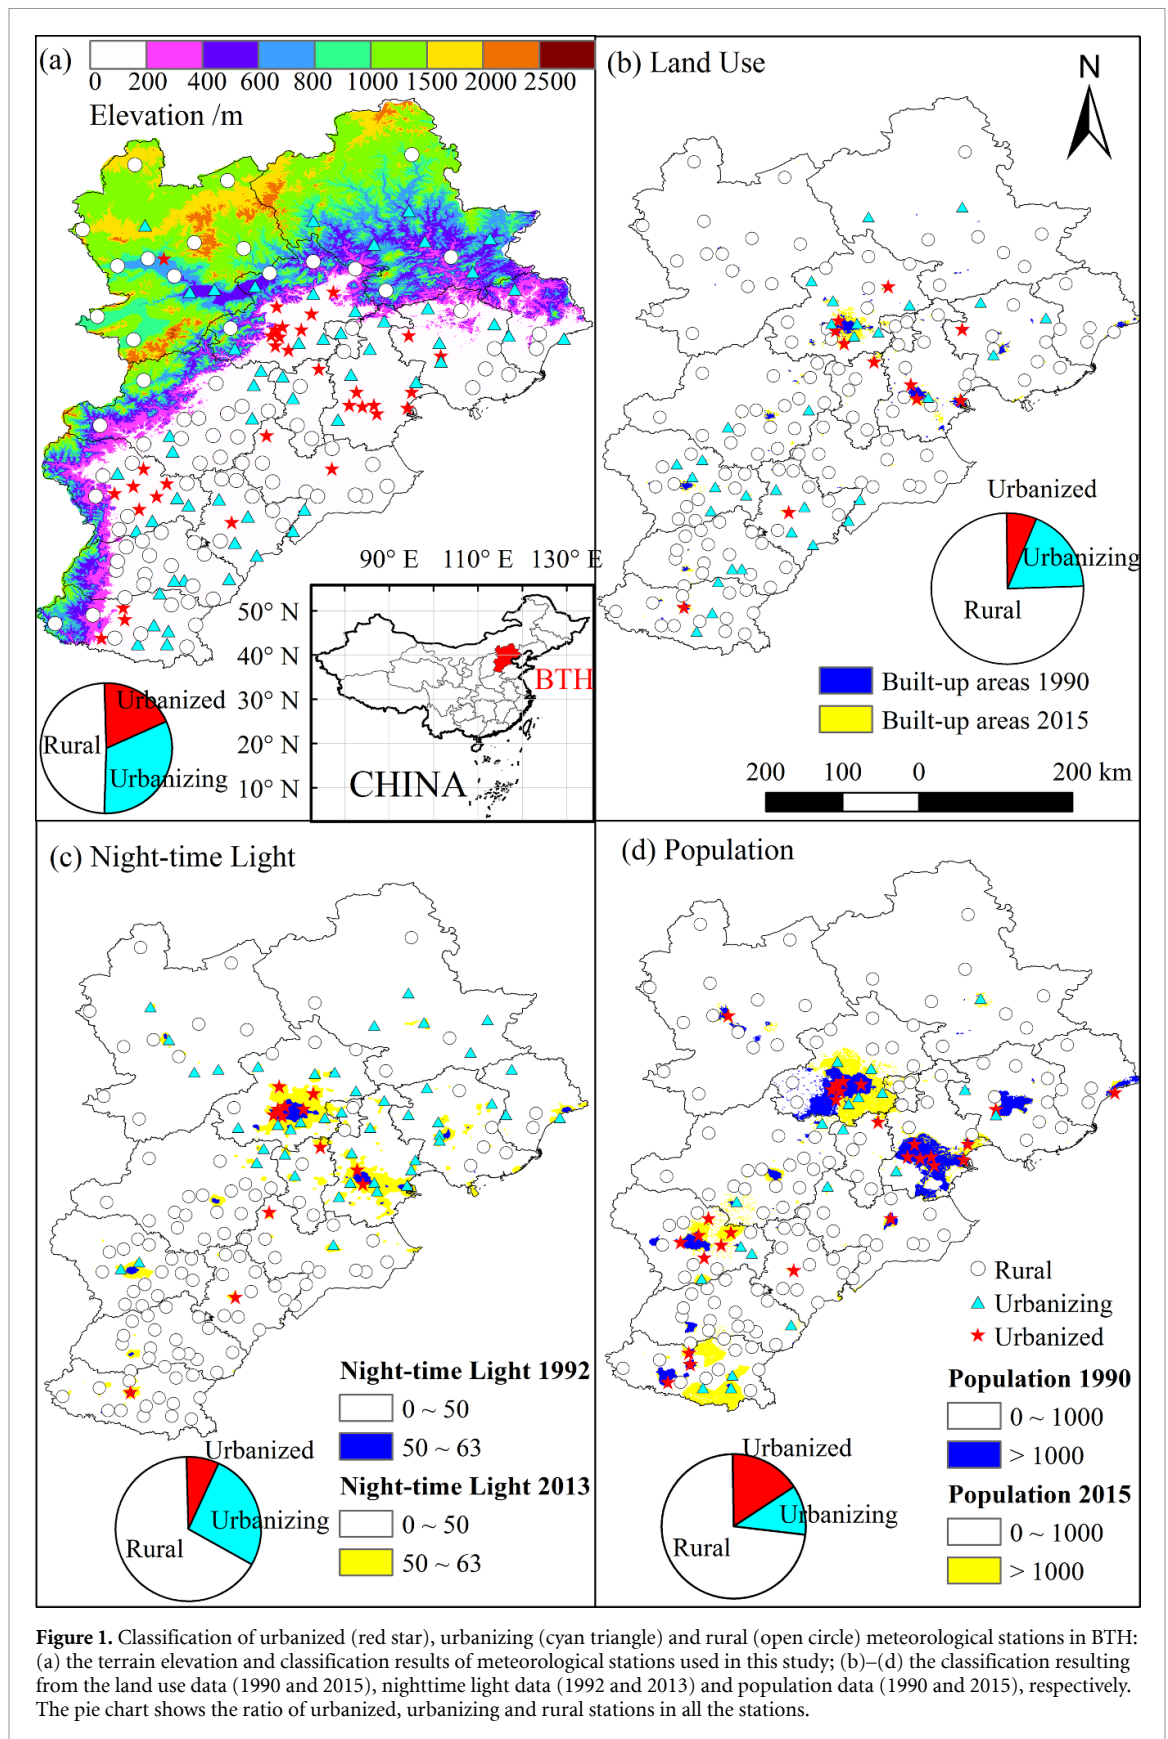 (a)
0 200 400 600 800 1000 1500 2000 2500
Elevation /m
Urbanized
Rural
Urbanizing
90° E 110° E 130° E
50° N
40° N
30° N
20° N
10° N
BTH
CHINA
(b) Land Use
N
Urbanized
Urbanizing
Rural
Built-up areas 1990
Built-up areas 2015
200 100 0 200 km
(c) Night-time Light
Night-time Light 1992
0 ~ 50
50 ~ 63
Night-time Light 2013
0 ~ 50
50 ~ 63
Urbanized
Urbanizing
Rural
(d) Population
Rural
Urbanizing
Urbanized
Population 1990
0 ~ 1000
> 1000
Population 2015
0 ~ 1000
> 1000
Urbanized
Urbanizing
Rural
Figure 1. Classification of urbanized (red star), urbanizing (cyan triangle) and rural (open circle) meteorological stations in BTH:
(a) the terrain elevation and classification results of meteorological stations used in this study; (b)–(d) the classification resulting
from the land use data (1990 and 2015), nighttime light data (1992 and 2013) and population data (1990 and 2015), respectively.
The pie chart shows the ratio of urbanized, urbanizing and rural stations in all the stations.